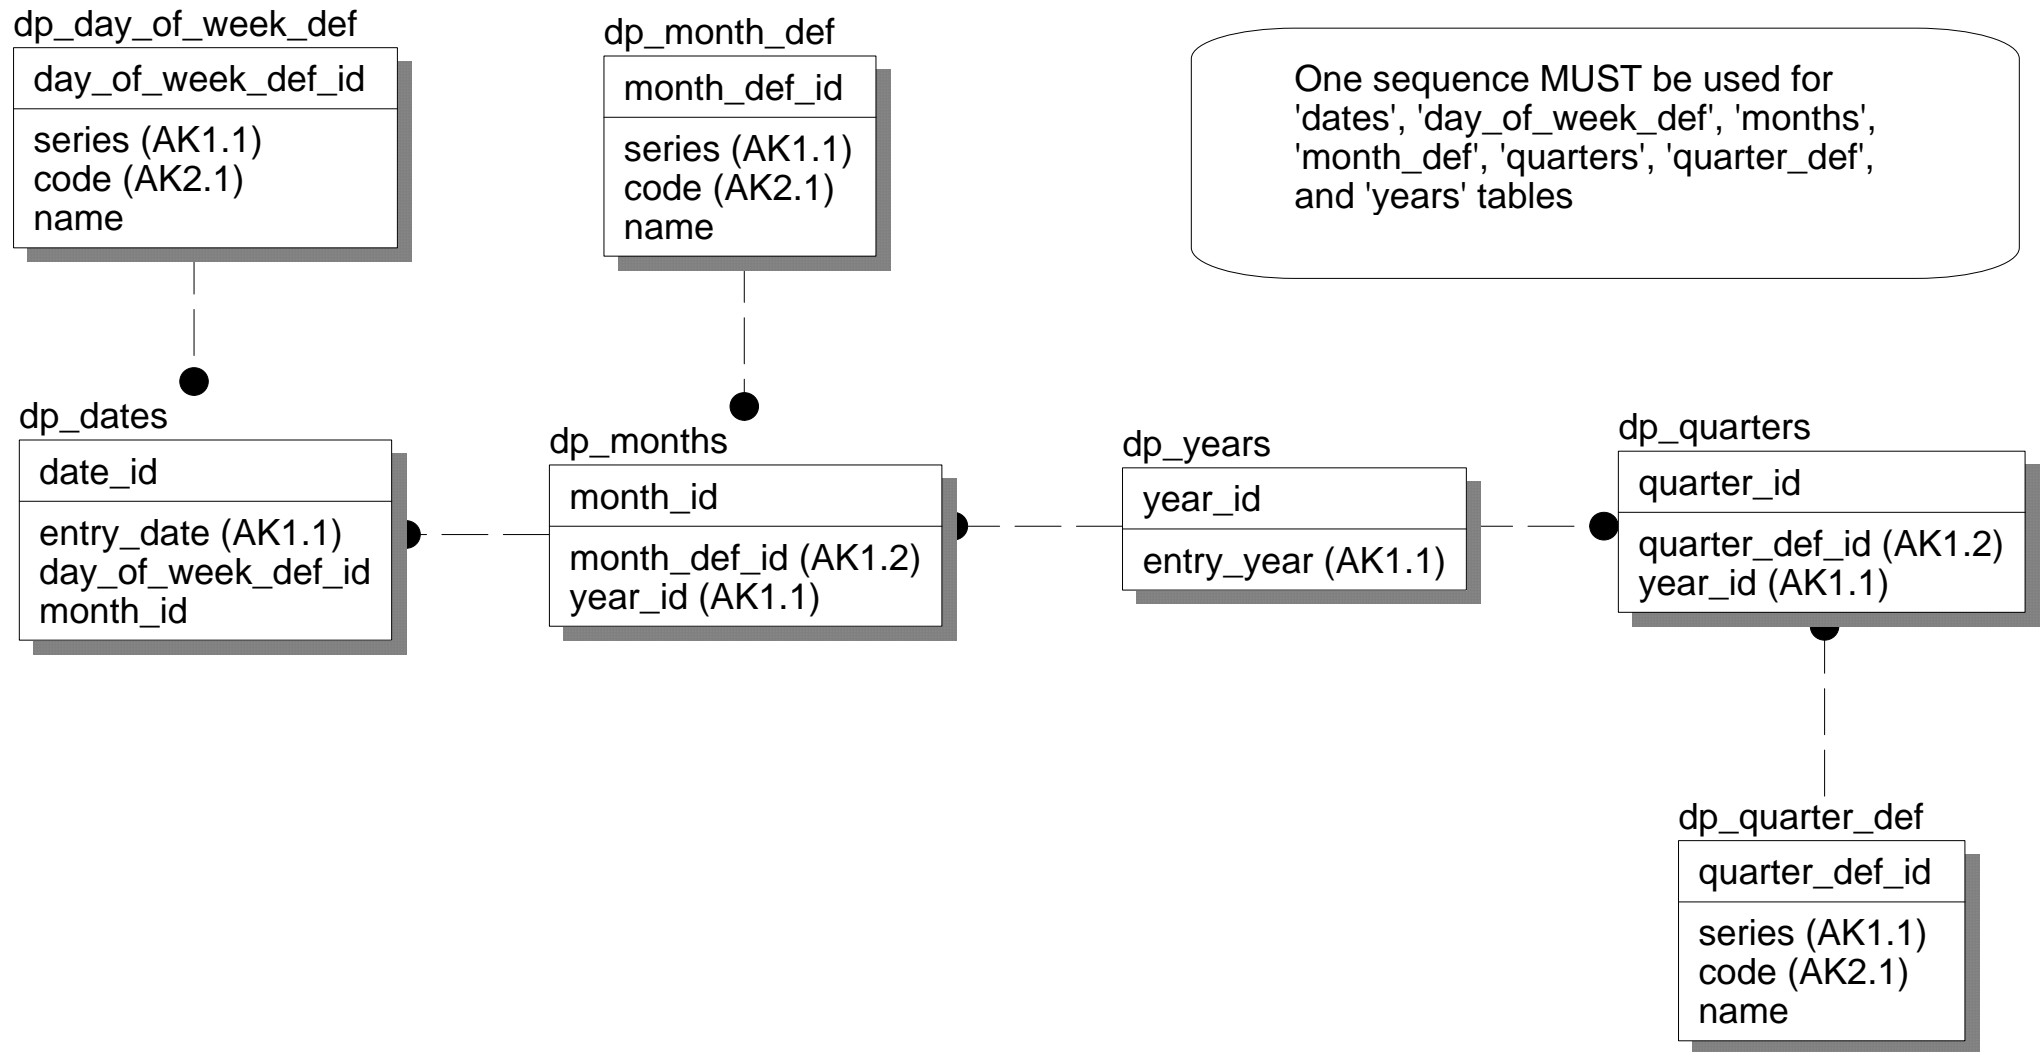 dp_day_of_week_def
day_of_week_def_id
series (AK1.1)
code (AK2.1)
name
dp_month_def
month_def_id
series (AK1.1)
code (AK2.1)
name
One sequence MUST be used for
'dates', 'day_of_week_def', 'months',
'month_def', 'quarters', 'quarter_def',
and 'years' tables
dp_dates
date_id
entry_date (AK1.1)
day_of_week_def_id
month_id
dp_months
month_id
month_def_id (AK1.2)
year_id (AK1.1)
dp_years
year_id
entry_year (AK1.1)
dp_quarters
quarter_id
quarter_def_id (AK1.2)
year_id (AK1.1)
dp_quarter_def
quarter_def_id
series (AK1.1)
code (AK2.1)
name